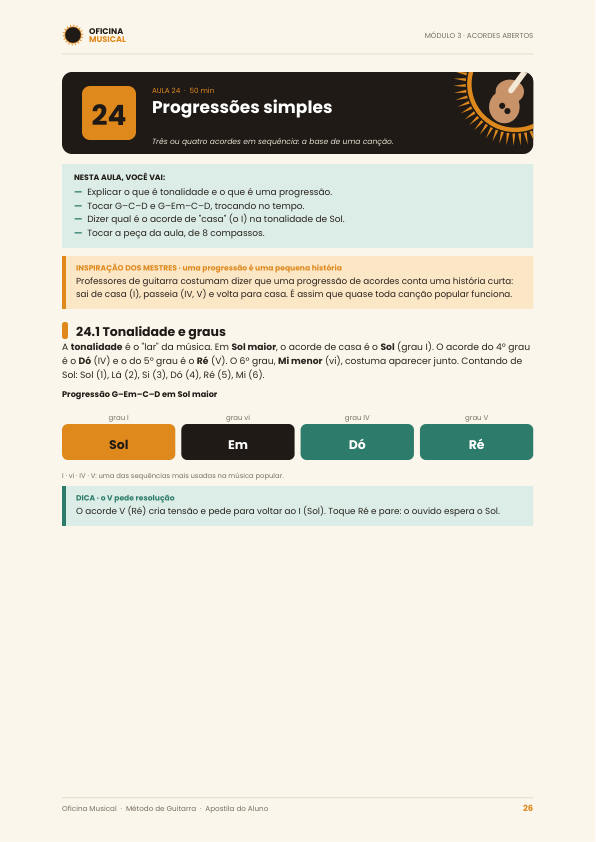 OFICINA
MUSICAL
MÓDULO 3 · ACORDES ABERTOS
24
AULA 24 · 50 min
Progressões simples
Três ou quatro acordes em sequência: a base de uma canção.
NESTA AULA, VOCÊ VAI:
— Explicar o que é tonalidade e o que é uma progressão.
— Tocar G–C–D e G–Em–C–D, trocando no tempo.
— Dizer qual é o acorde de "casa" (o I) na tonalidade de Sol.
— Tocar a peça da aula, de 8 compassos.
INSPIRAÇÃO DOS MESTRES · uma progressão é uma pequena história
Professores de guitarra costumam dizer que uma progressão de acordes conta uma história curta:
sai de casa (I), passeia (IV, V) e volta para casa. É assim que quase toda canção popular funciona.
24.1 Tonalidade e graus
A tonalidade é o "lar" da música. Em Sol maior, o acorde de casa é o Sol (grau I). O acorde do 4º grau
é o Dó (IV) e o do 5º grau é o Ré (V). O 6º grau, Mi menor (vi), costuma aparecer junto. Contando de
Sol: Sol (1), Lá (2), Si (3), Dó (4), Ré (5), Mi (6).
Progressão G–Em–C–D em Sol maior
grau I grau vi grau IV grau V
Sol Em Dó Ré
I · vi · IV · V: uma das sequências mais usadas na música popular.
DICA · o V pede resolução
O acorde V (Ré) cria tensão e pede para voltar ao I (Sol). Toque Ré e pare: o ouvido espera o Sol.
Oficina Musical · Método de Guitarra · Apostila do Aluno
26